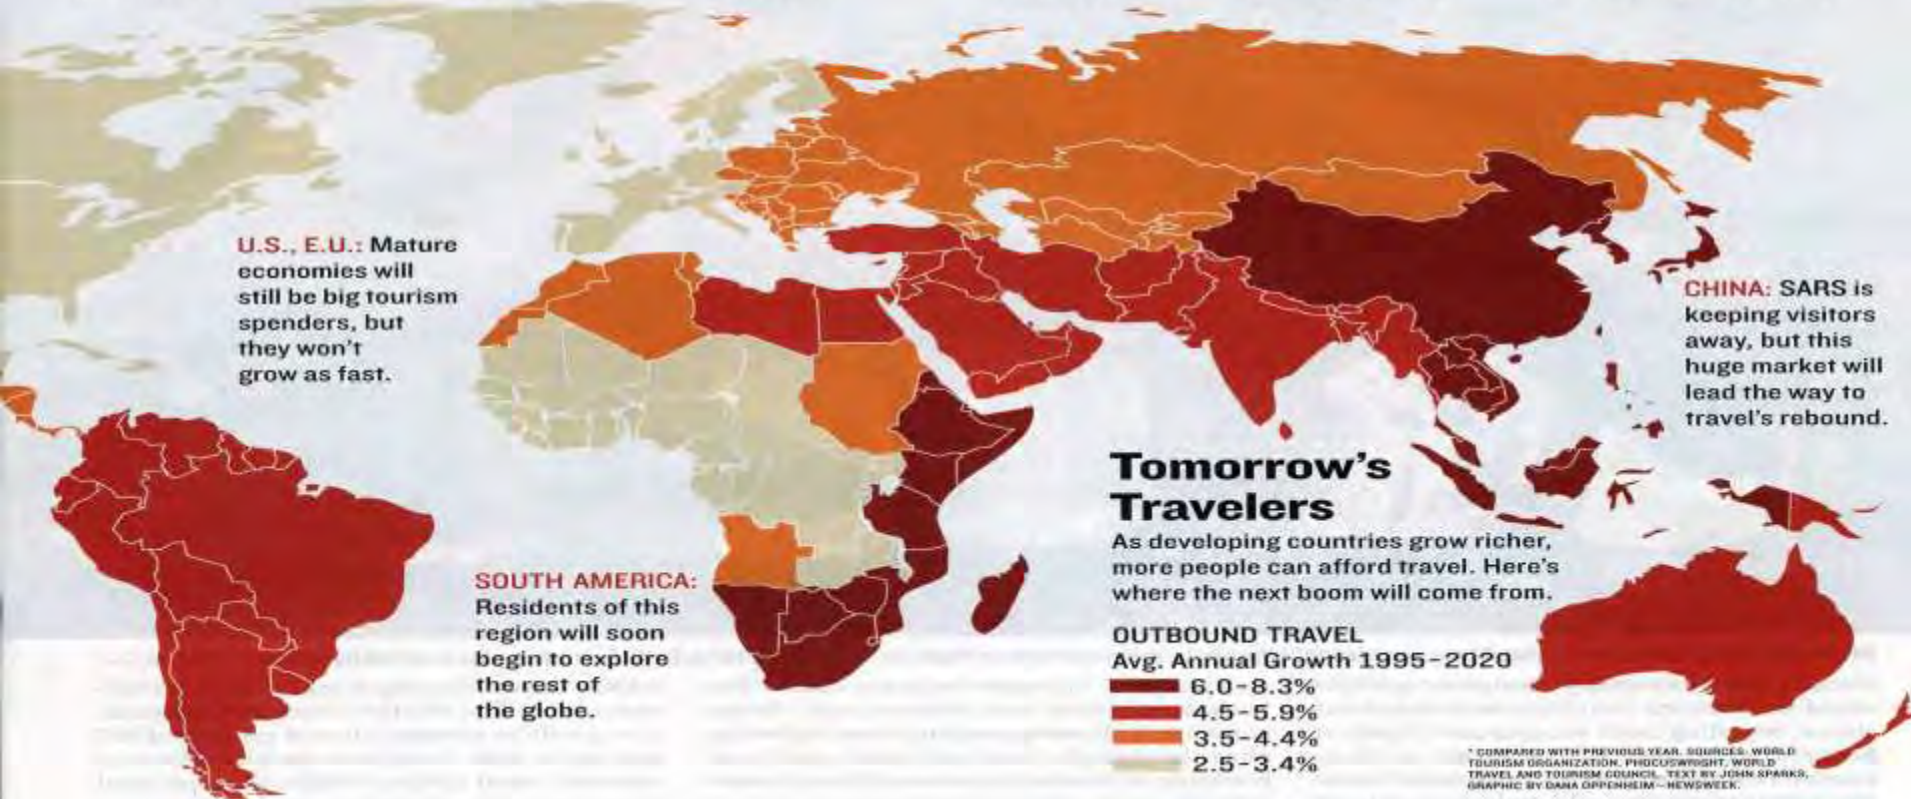 U.S., E.U.: Mature
economies will
still be big tourism
spenders, but
they won't
grow as fast.
CHINA: SARS is
keeping visitors
away, but this
huge market will
lead the way to
travel's rebound.
SOUTH AMERICA:
Residents of this
region will soon
begin to explore
the rest of
the globe.
Tomorrow's
Travelers
As developing countries grow richer,
more people can afford travel. Here's
where the next boom will come from.
OUTBOUND TRAVEL
Avg. Annual Growth 1995-2020
6.0-8.3%
4.5-5.9%
3.5-4.4%
2.5-3.4%
* COMPARED WITH PREVIOUS YEAR. SOURCES: WORLD
TOURISM ORGANIZATION, PHOCUSWRIGHT, WORLD
TRAVEL AND TOURISM COUNCIL. TEXT BY JOHN SPARKS,
GRAPHIC BY DANA OPPENHEIM—NEWSWEEK.